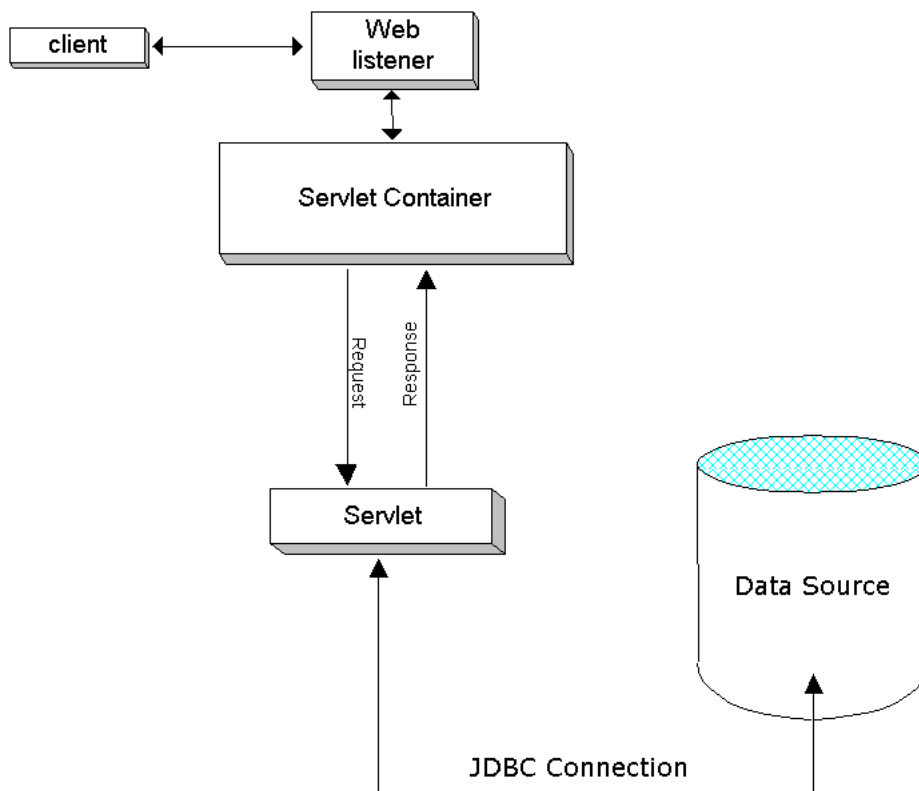 client
Web
listener
Servlet Container
Request
Response
Servlet
Data Source
JDBC Connection